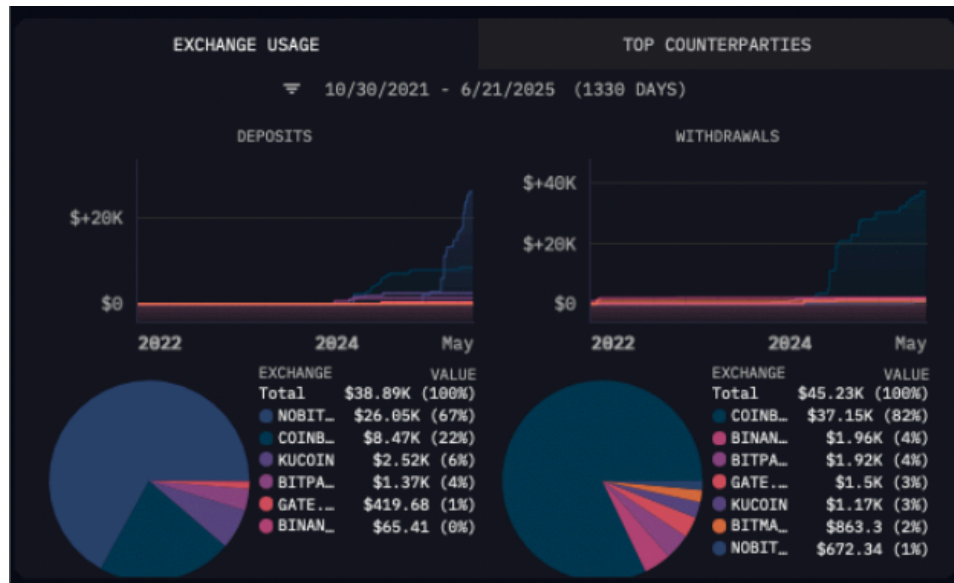 EXCHANGE USAGE
TOP COUNTERPARTIES
10/30/2021 - 6/21/2025 (1330 DAYS)
DEPOSITS
$+20K
$0
2022 2024 May
EXCHANGE VALUE
Total $38.89K (100%)
NOBIT… $26.05K (67%)
COINB… $8.47K (22%)
KUCOIN $2.52K (6%)
BITPA… $1.37K (4%)
GATE.… $419.68 (1%)
BINAN… $65.41 (0%)
WITHDRAWALS
$+40K
$+20K
$0
2022 2024 May
EXCHANGE VALUE
Total $45.23K (100%)
COINB… $37.15K (82%)
BINAN… $1.96K (4%)
BITPA… $1.92K (4%)
GATE.… $1.5K (3%)
KUCOIN $1.17K (3%)
BITMA… $863.3 (2%)
NOBIT… $672.34 (1%)